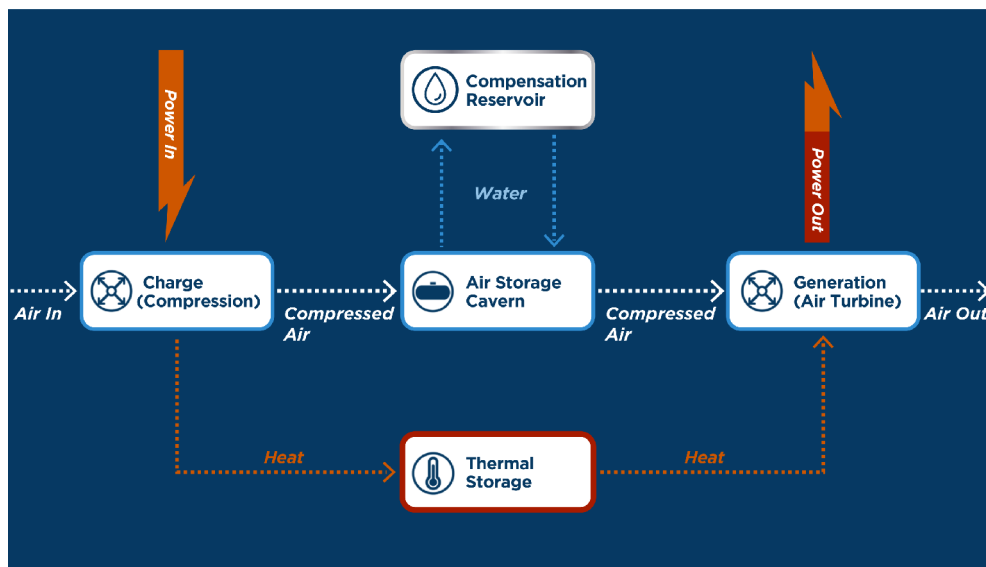 Power In
Compensation
Reservoir
Power Out
Water
Charge
(Compression)
Air Storage
Cavern
Generation
(Air Turbine)
Air In
Compressed
Air
Compressed
Air
Air Out
Heat
Thermal
Storage
Heat